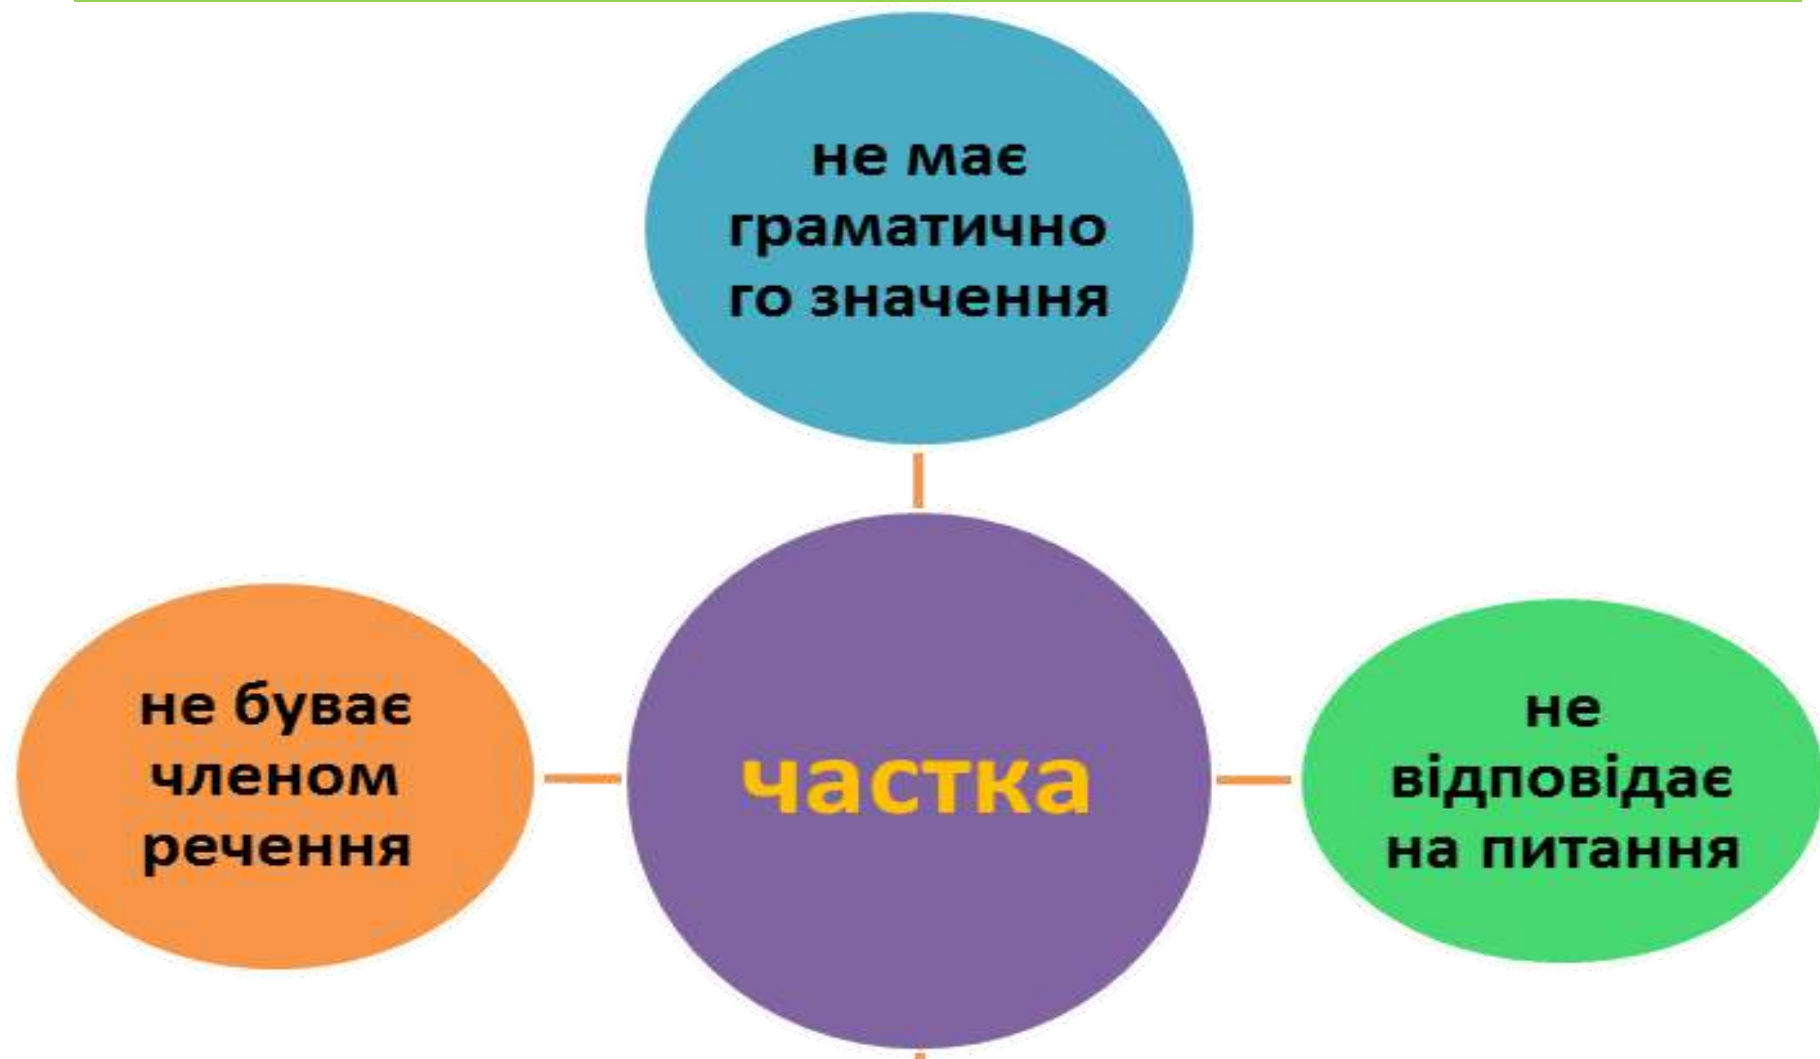 не має
граматично
го значення
не буває
членом
речення
частка
не
відповідає
на питання